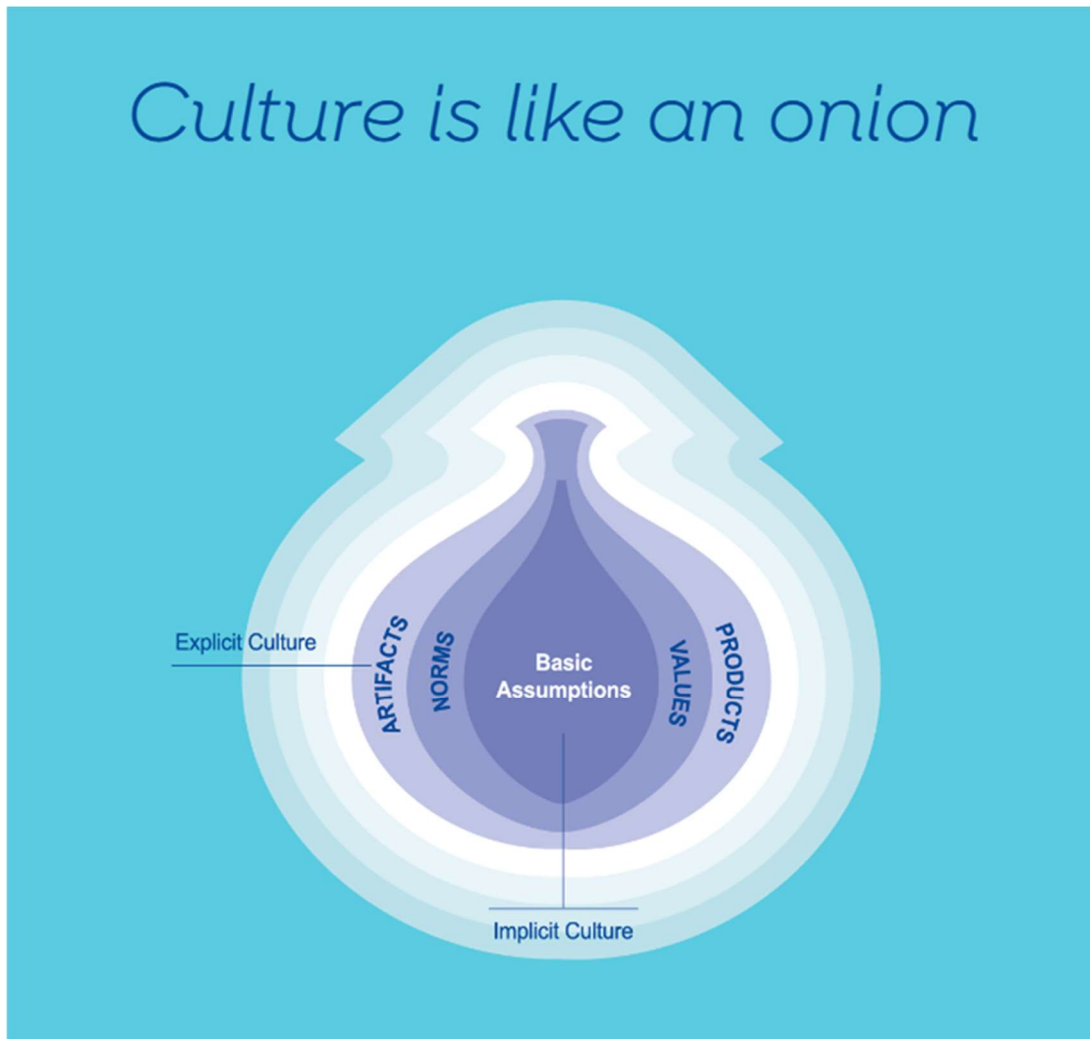 Culture is like an onion
Explicit Culture
ARTIFACTS
NORMS
Basic
Assumptions
VALUES
PRODUCTS
Implicit Culture